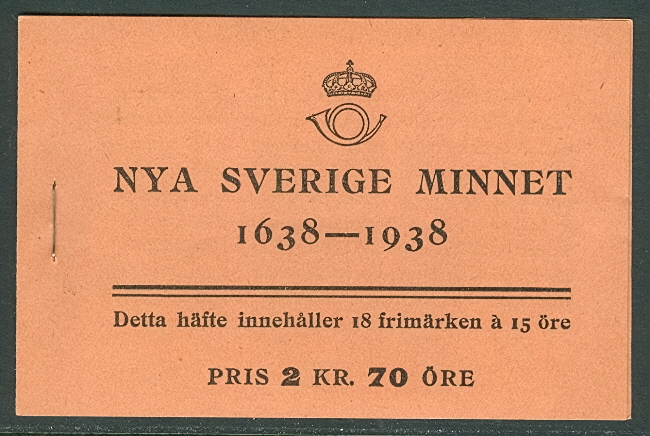 NYA SVERIGE MINNET
1638—1938
Detta häfte innehåller 18 frimärken à 15 öre
PRIS 2 KR. 70 ÖRE